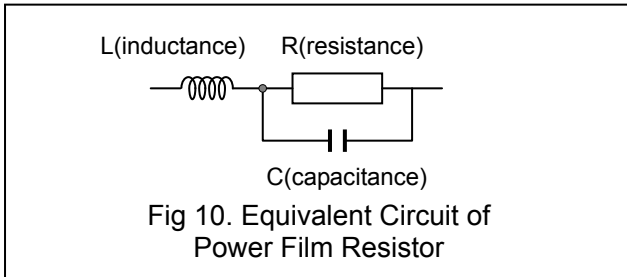 L(inductance) R(resistance)
C(capacitance)
Fig 10. Equivalent Circuit of
Power Film Resistor